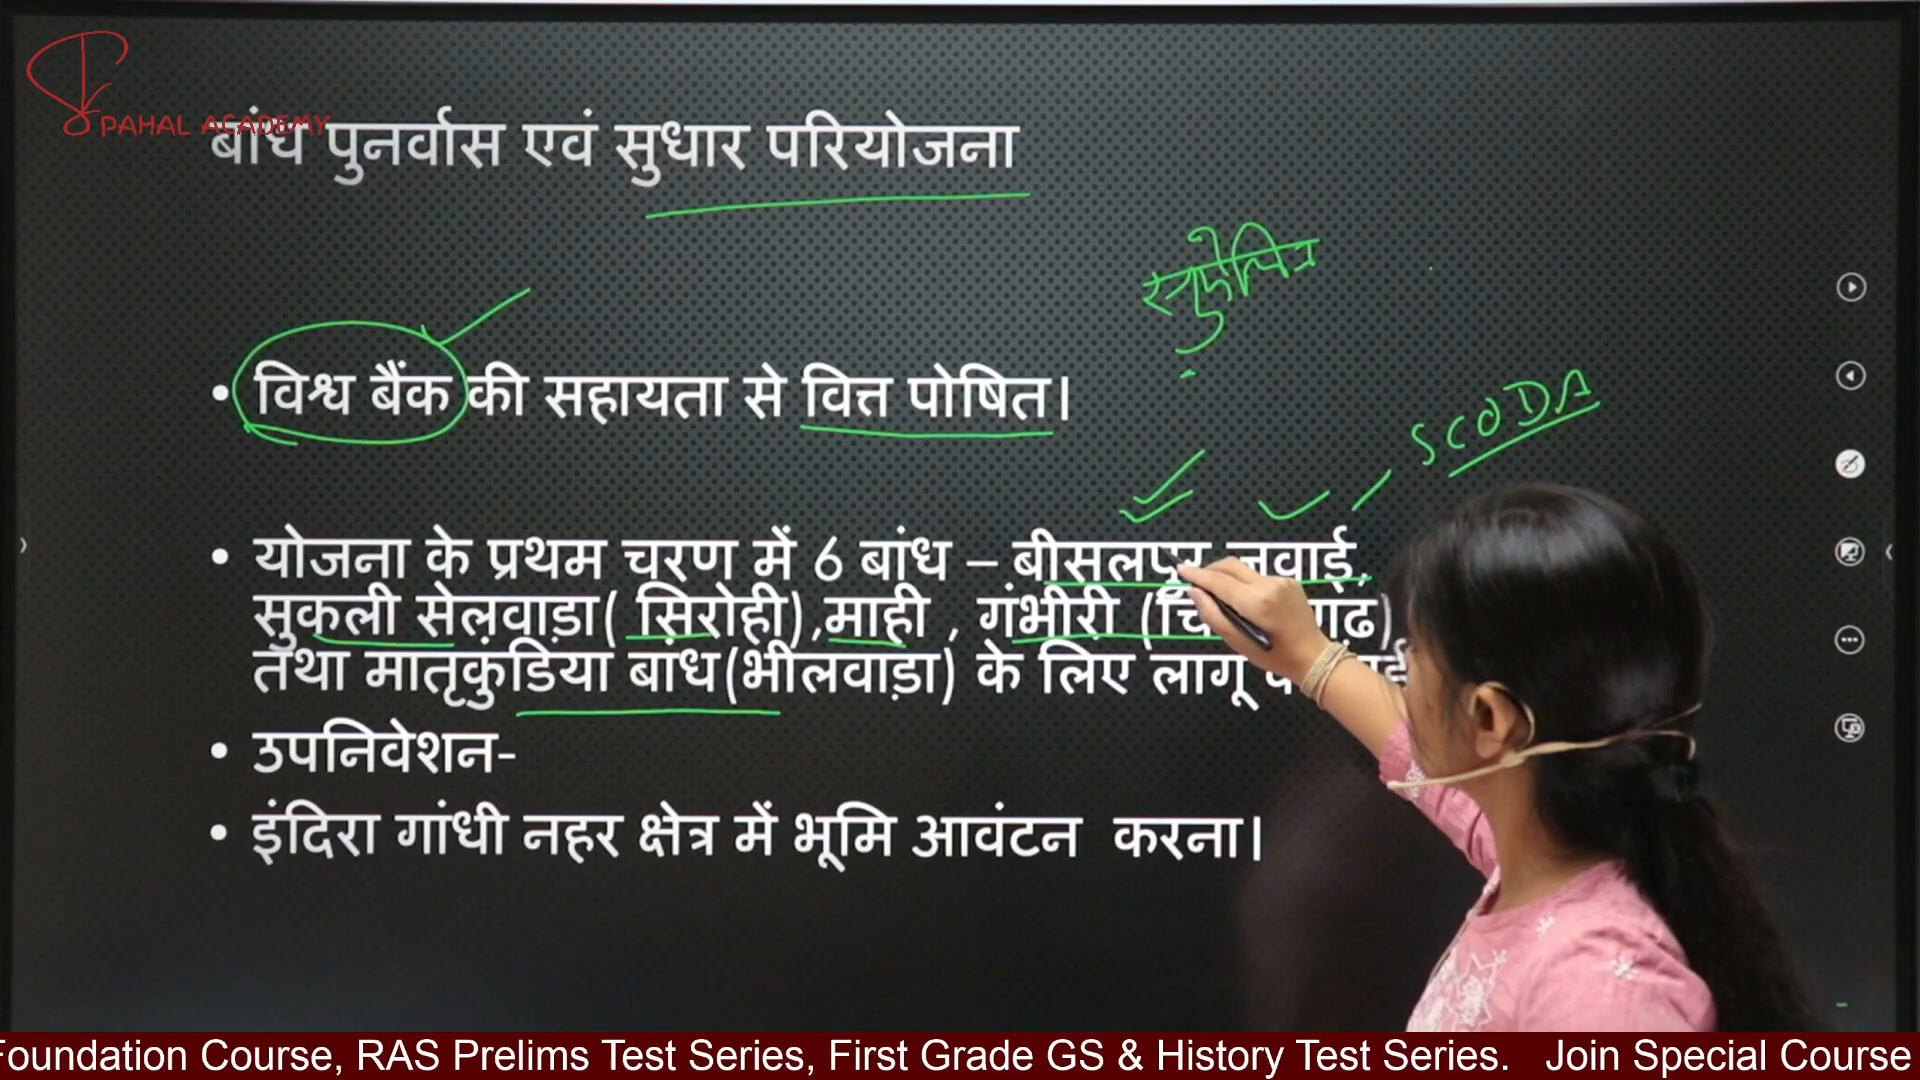 PAHAL ACADEMY
बांध पुनर्वास एवं सुधार परियोजना
• विश्व बैंक की सहायता से वित्त पोषित।
SCODA
• योजना के प्रथम चरण में 6 बांध – बीसलपुर जवाई,
सुकली सेलवाड़ा( सिरोही),माही , गंभीरी
तथा मातृकुंडिया बांध(भीलवाड़ा) के लिए लागू
• उपनिवेशन-
• इंदिरा गांधी नहर क्षेत्र में भूमि आवंटन करना।
Foundation Course, RAS Prelims Test Series, First Grade GS & History Test Series. Join Special Course